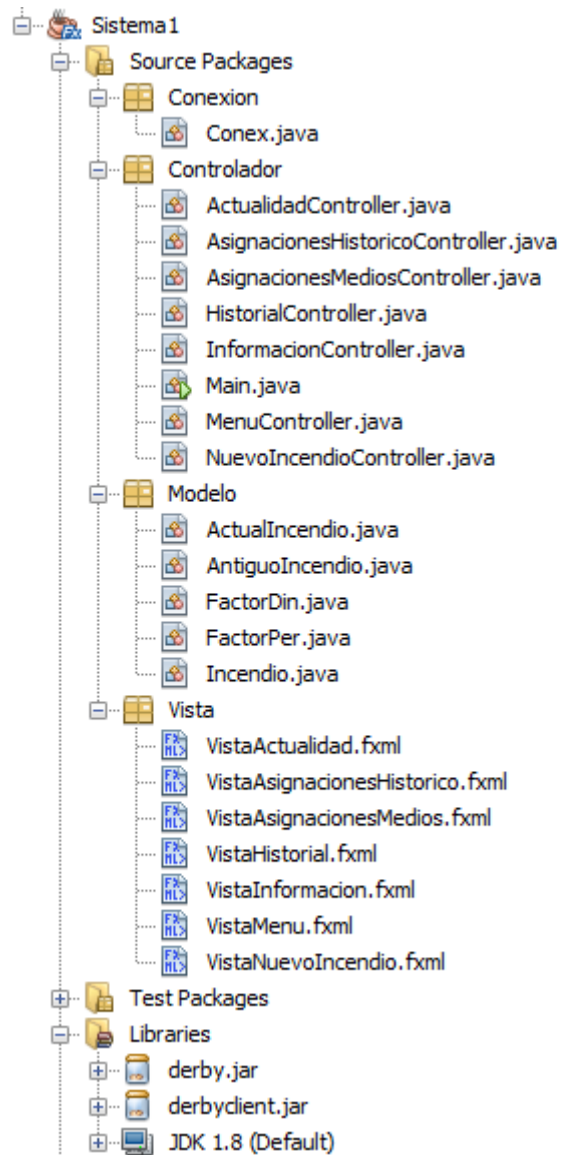 Sistema1
Source Packages
Conexion
Conex.java
Controlador
ActualidadController.java
AsignacionesHistoricoController.java
AsignacionesMediosController.java
HistorialController.java
InformacionController.java
Main.java
MenuController.java
NuevoIncendioController.java
Modelo
ActualIncendio.java
AntiguoIncendio.java
FactorDin.java
FactorPer.java
Incendio.java
Vista
VistaActualidad.fxml
VistaAsignacionesHistorico.fxml
VistaAsignacionesMedios.fxml
VistaHistorial.fxml
VistaInformacion.fxml
VistaMenu.fxml
VistaNuevoIncendio.fxml
Test Packages
Libraries
derby.jar
derbyclient.jar
JDK 1.8 (Default)